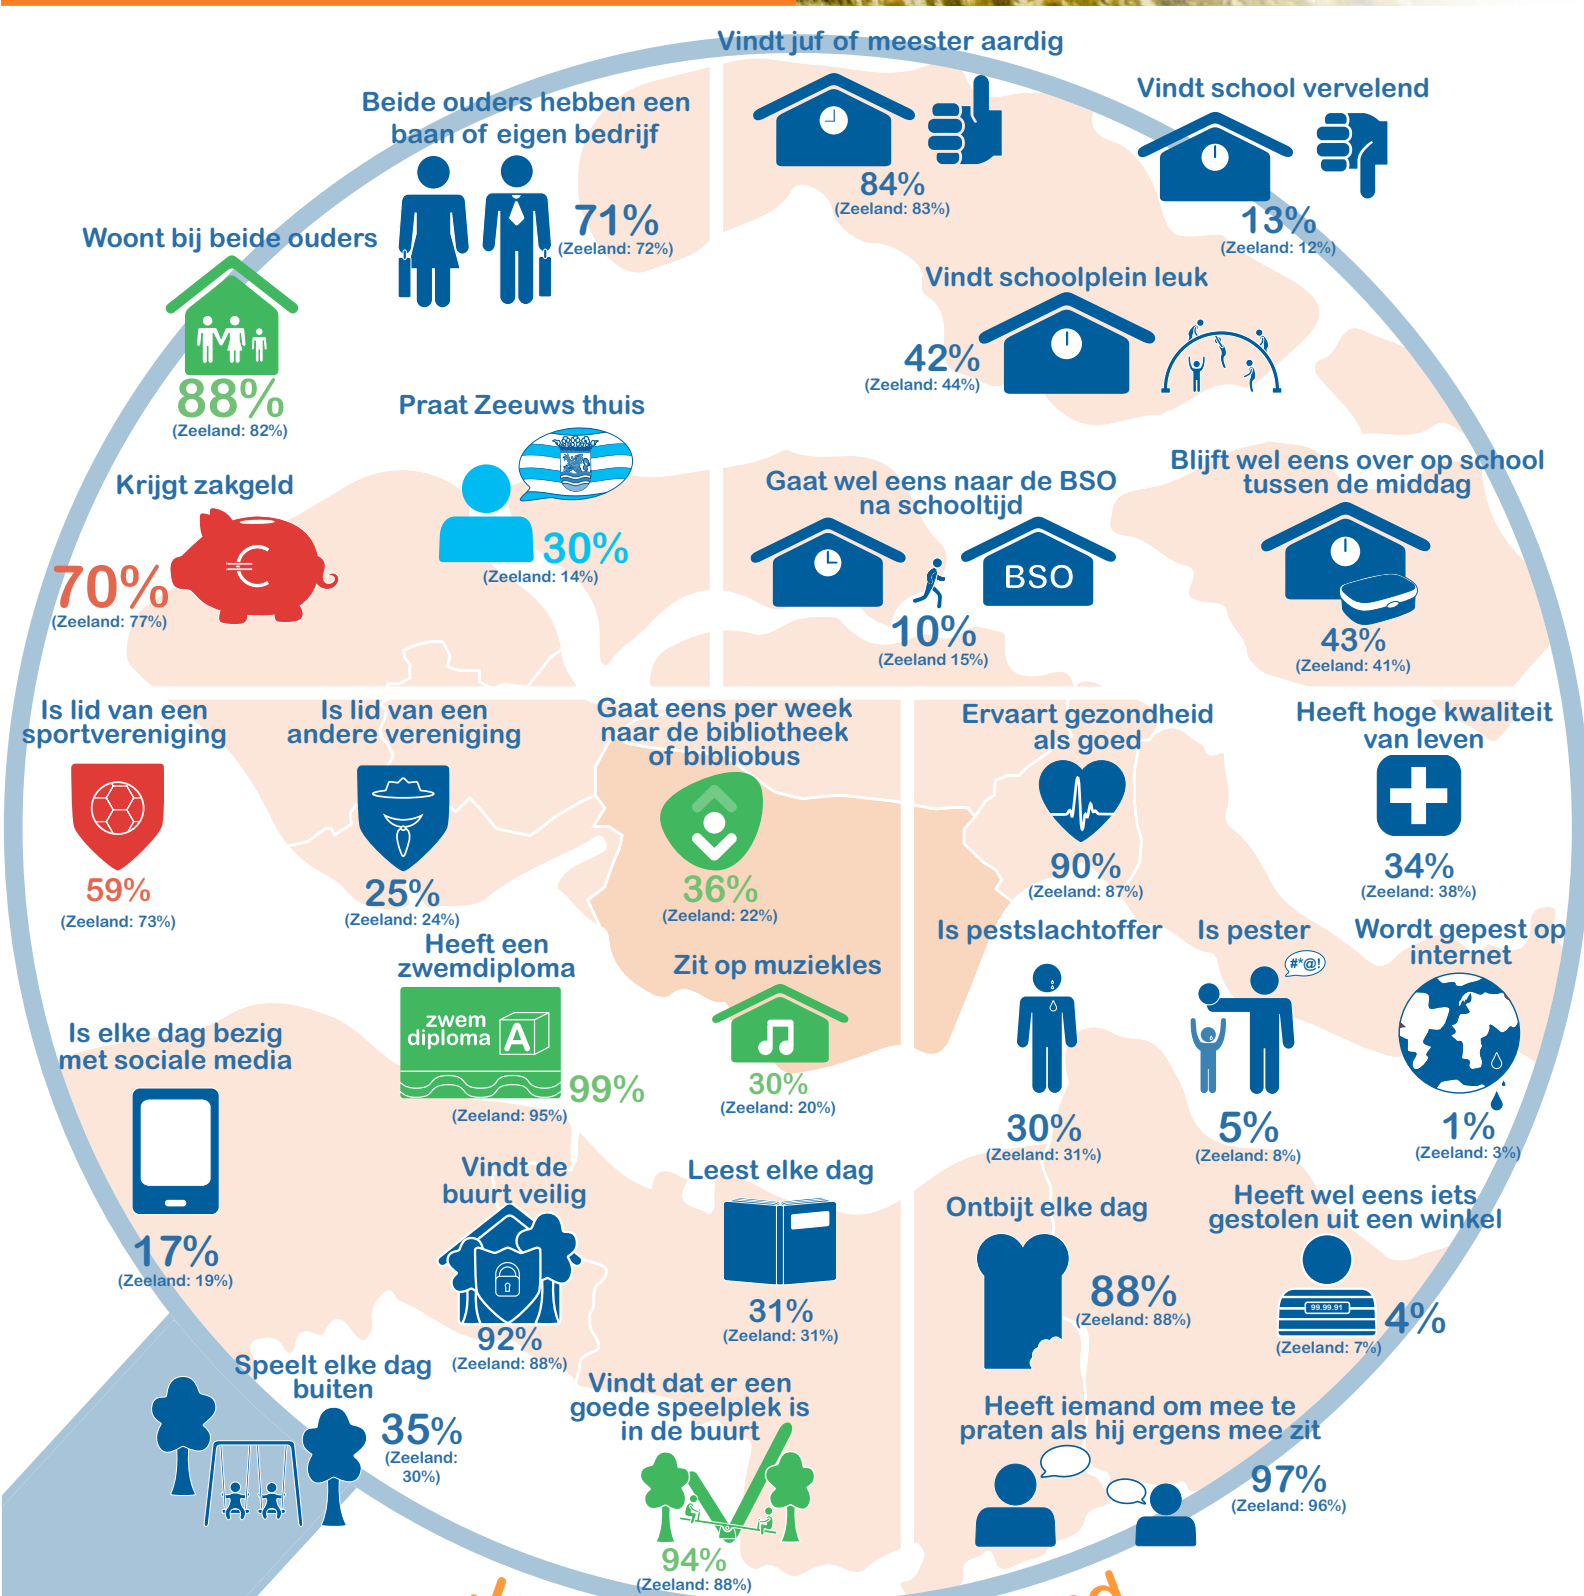 Vindt juf of meester aardig
84%
(Zeeland: 83%)
Vindt school vervelend
13%
(Zeeland: 12%)
Beide ouders hebben een
baan of eigen bedrijf
71%
(Zeeland: 72%)
Woont bij beide ouders
88%
(Zeeland: 82%)
Vindt schoolplein leuk
42%
(Zeeland: 44%)
Praat Zeeuws thuis
30%
(Zeeland: 14%)
Krijgt zakgeld
70%
(Zeeland: 77%)
Gaat wel eens naar de BSO
na schooltijd
BSO
10%
(Zeeland 15%)
Blijft wel eens over op school
tussen de middag
43%
(Zeeland: 41%)
Is lid van een
sportvereniging
59%
(Zeeland: 73%)
Is lid van een
andere vereniging
25%
(Zeeland: 24%)
Gaat eens per week
naar de bibliotheek
of bibliobus
36%
(Zeeland: 22%)
Ervaart gezondheid
als goed
90%
(Zeeland: 87%)
Heeft hoge kwaliteit
van leven
34%
(Zeeland: 38%)
Heeft een
zwemdiploma
zwem
diploma A
99%
(Zeeland: 95%)
Zit op muziekles
30%
(Zeeland: 20%)
Is pestslachtoffer
30%
(Zeeland: 31%)
Is pester
#*@!
5%
(Zeeland: 8%)
Wordt gepest op
internet
1%
(Zeeland: 3%)
Is elke dag bezig
met sociale media
17%
(Zeeland: 19%)
Vindt de
buurt veilig
92%
(Zeeland: 88%)
Leest elke dag
31%
(Zeeland: 31%)
Ontbijt elke dag
88%
(Zeeland: 88%)
Heeft wel eens iets
gestolen uit een winkel
99.99.91
4%
(Zeeland: 7%)
Speelt elke dag
buiten
35%
(Zeeland:
30%)
Vindt dat er een
goede speelplek is
in de buurt
94%
(Zeeland: 88%)
Heeft iemand om mee te
praten als hij ergens mee zit
97%
(Zeeland: 96%)